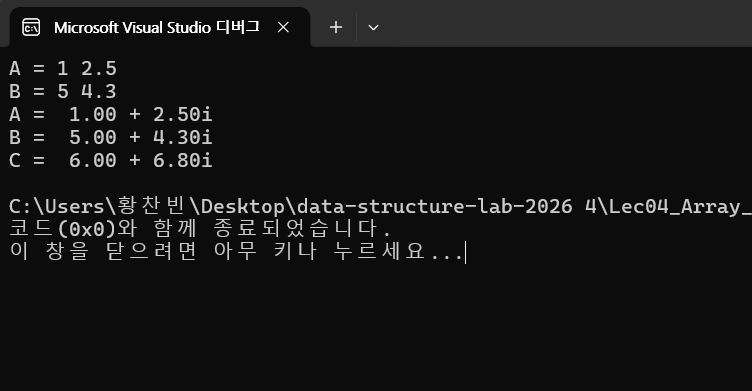 Microsoft Visual Studio 디버그
A = 1 2.5
B = 5 4.3
A =  1.00 + 2.50i
B =  5.00 + 4.30i
C =  6.00 + 6.80i
C:\Users\황찬빈\Desktop\data-structure-lab-2026 4\Lec04_Array_
코드(0x0)와 함께 종료되었습니다.
이 창을 닫으려면 아무 키나 누르세요...